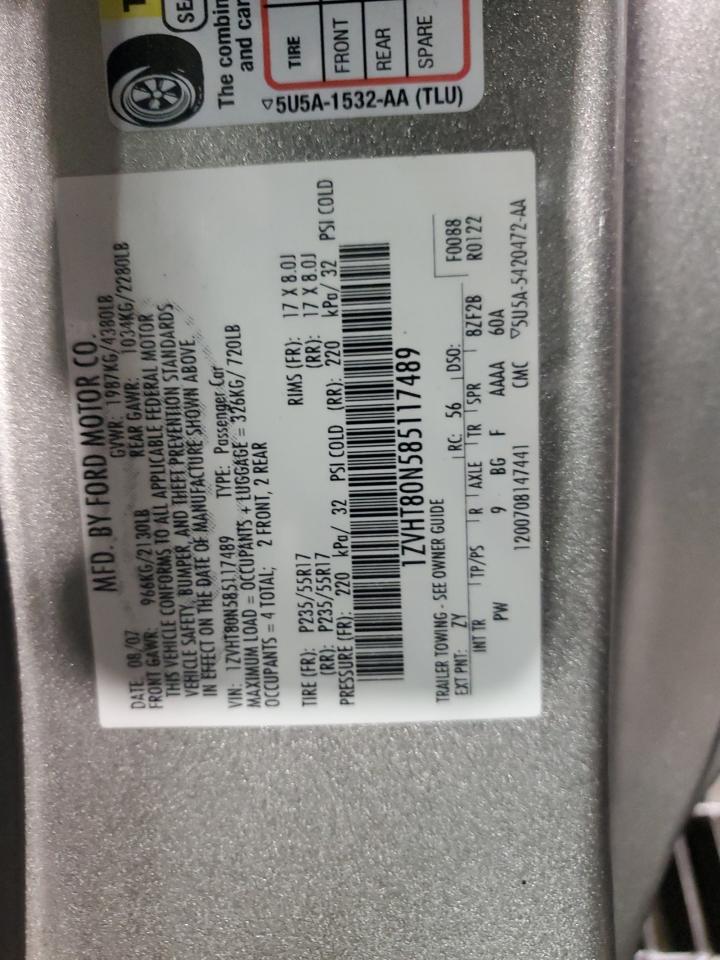 SE
The combin
and car
TIRE
FRONT
REAR
SPARE
5U5A-1532-AA (TLU)
MFD. BY FORD MOTOR CO.
DATE: 08/07 GVWR: 1987KG/4380LB
FRONT GAWR: 966KG/2130LB REAR GAWR: 1034KG/2280LB
THIS VEHICLE CONFORMS TO ALL APPLICABLE FEDERAL MOTOR
VEHICLE SAFETY, BUMPER, AND THEFT PREVENTION STANDARDS
IN EFFECT ON THE DATE OF MANUFACTURE SHOWN ABOVE.
VIN: 1ZVHT80N585117489 TYPE: Passenger Car
MAXIMUM LOAD = OCCUPANTS + LUGGAGE = 326KG/ 720LB
OCCUPANTS = 4 TOTAL; 2 FRONT, 2 REAR
TIRE (FR): P235/55R17 RIMS (FR): 17 X 8.0J
(RR): P235/55R17 (RR): 17 X 8.0J
PRESSURE (FR): 220 kPa/ 32 PSI COLD (RR): 220 kPa/ 32 PSI COLD
1ZVHT80N585117489
TRAILER TOWING - SEE OWNER GUIDE F0088
EXT PNT: ZY RC: 56 DSO: R0122
INT TR TP/PS R AXLE TR SPR 8ZF2B
PW 9 BG F AAAA 60A
1200708147441 CMC 5U5A-5420472-AA